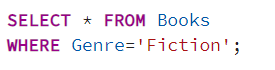 SELECT * FROM Books
WHERE Genre='Fiction';